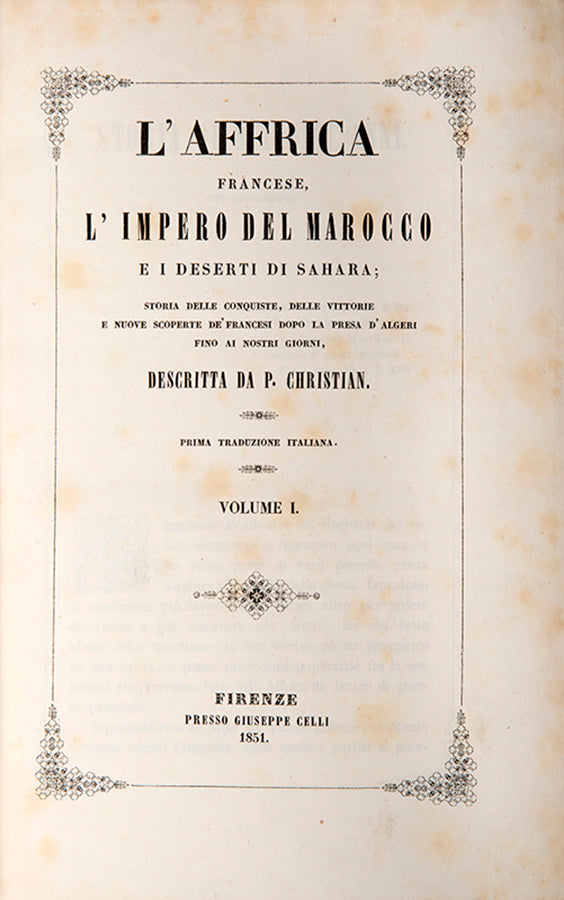 L'AFFRICA
FRANCESE,
L' IMPERO DEL MAROCCO
E I DESERTI DI SAHARA;
STORIA DELLE CONQUISTE, DELLE VITTORIE
E NUOVE SCOPERTE DE'FRANCESI DOPO LA PRESA D'ALGERI
FINO AI NOSTRI GIORNI,
DESCRITTA DA P. CHRISTIAN.
PRIMA TRADUZIONE ITALIANA.
VOLUME I.
FIRENZE
PRESSO GIUSEPPE CELLI
1851.